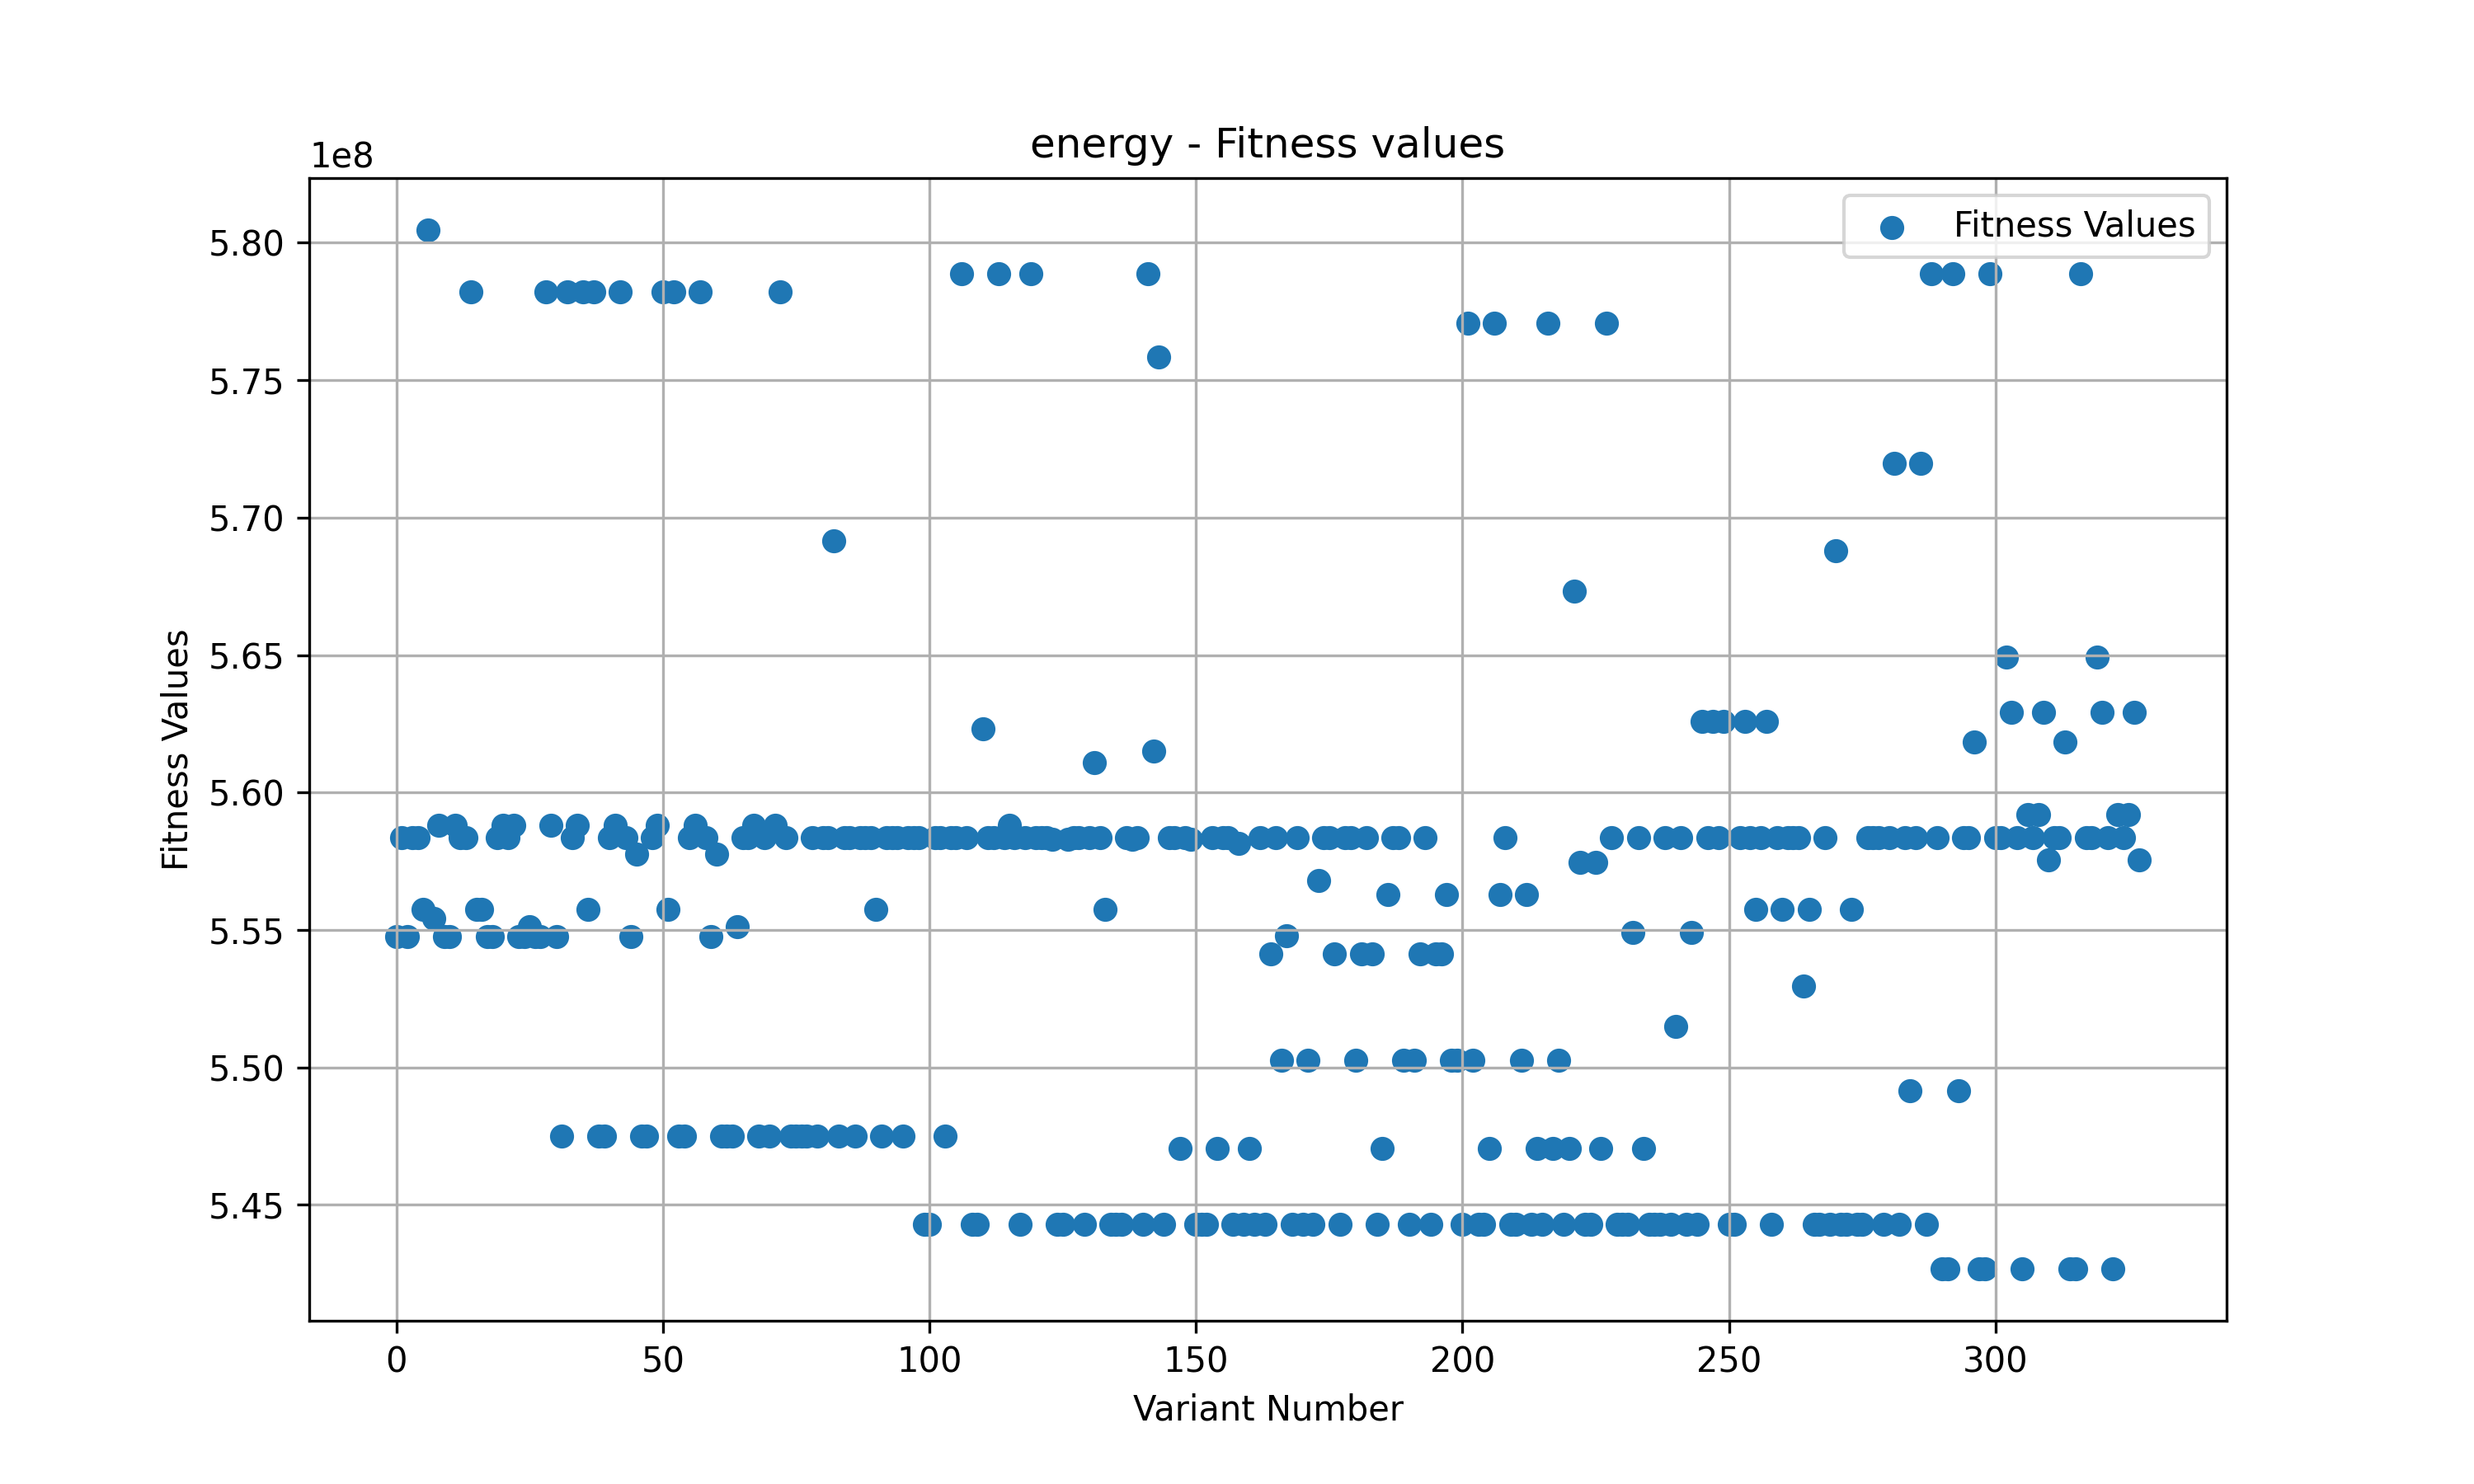 energy - Fitness values
1e8
Fitness Values
5.80
5.75
5.70
5.65
5.60
5.55
5.50
5.45
Fitness Values
0 50 100 150 200 250 300
Variant Number